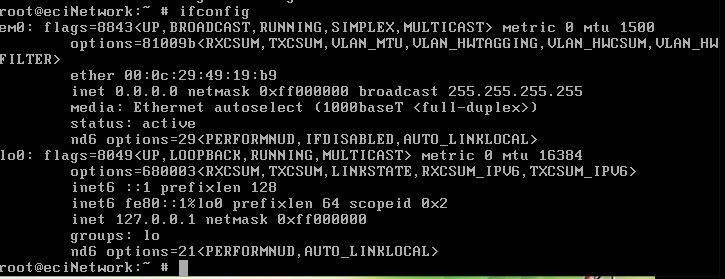 root@eciNetwork:~ # ifconfig
em0: flags=8843<UP,BROADCAST,RUNNING,SIMPLEX,MULTICAST> metric 0 mtu 1500
        options=81009b<RXCSUM,TXCSUM,VLAN_MTU,VLAN_HWTAGGING,VLAN_HWCSUM,VLAN_HW
FILTER>
        ether 00:0c:29:49:19:b9
        inet 0.0.0.0 netmask 0xff000000 broadcast 255.255.255.255
        media: Ethernet autoselect (1000baseT <full-duplex>)
        status: active
        nd6 options=29<PERFORMNUD,IFDISABLED,AUTO_LINKLOCAL>
lo0: flags=8049<UP,LOOPBACK,RUNNING,MULTICAST> metric 0 mtu 16384
        options=680003<RXCSUM,TXCSUM,LINKSTATE,RXCSUM_IPV6,TXCSUM_IPV6>
        inet6 ::1 prefixlen 128
        inet6 fe80::1%lo0 prefixlen 64 scopeid 0x2
        inet 127.0.0.1 netmask 0xff000000
        groups: lo
        nd6 options=21<PERFORMNUD,AUTO_LINKLOCAL>
root@eciNetwork:~ #